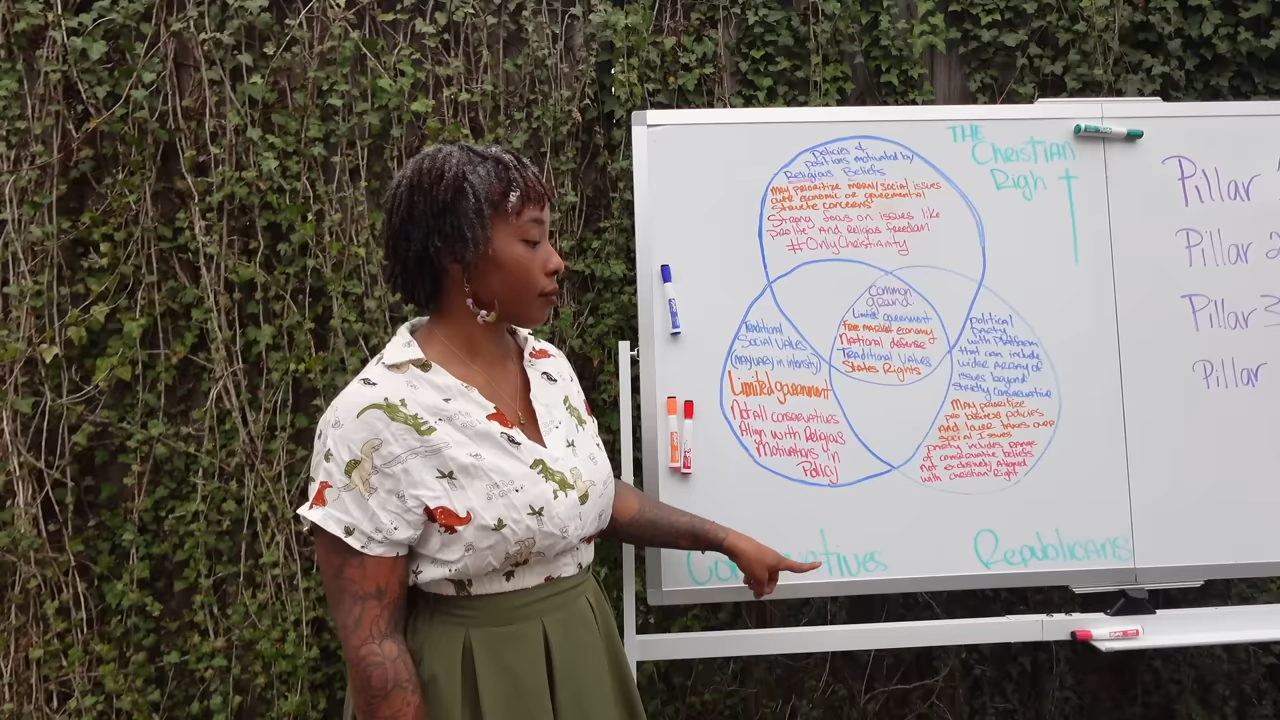 policies &
positions motivated by
Religious Beliefs
may prioritize moral/social issues
over economic or governmental
structe concerns
Strong focus on issues like
prolife And religious freedom
#OnlyChristianity
THE
Christian
Right
Common
ground
Limited government
free market economy
National defense
Traditional Values
States Rights
Traditional
Social Values
(may vary in intensity)
Limited government
Not all conservatives
Align with Religious
Motivations in
Policy
political
party
with Platform
that can include
wider Array of
issues beyond
strictly conservative
May prioritize
pro business policies
And lower taxes over
social Issues
party includes Range
of conservative beliefs
Not exclusively Aligned
with christian Right
Republicans
Pillar
Pillar 2
Pillar 3
Pillar